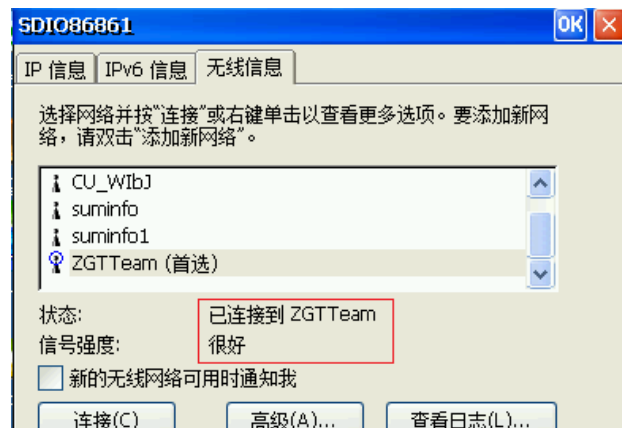 SDIO86861 OK
IP 信息 IPv6 信息 无线信息
选择网络并按"连接"或右键单击以查看更多选项。要添加新网
络，请双击"添加新网络"。
CU_WIbJ
suminfo
suminfo1
ZGTTeam (首选)
状态: 已连接到 ZGTTeam
信号强度: 很好
新的无线网络可用时通知我
连接(C) 高级(A)... 查看日志(L)...